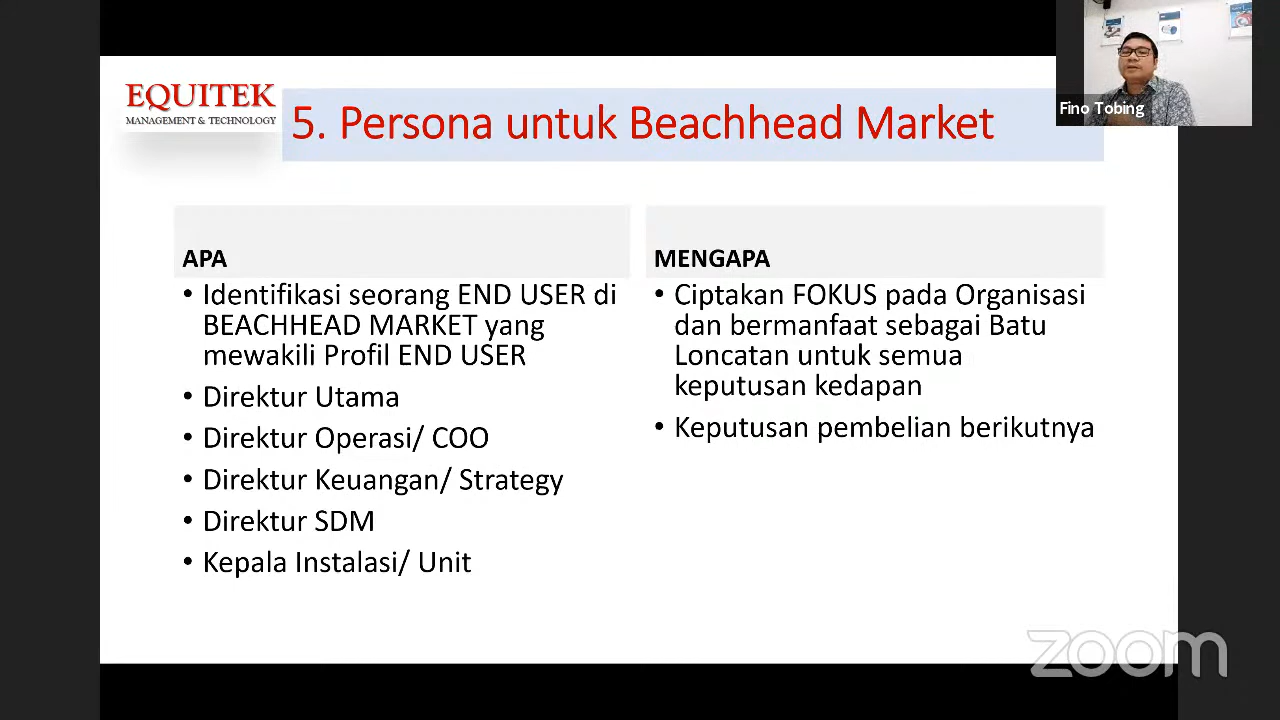 EQUITEK
MANAGEMENT & TECHNOLOGY
5. Persona untuk Beachhead Market
Fino Tobing
APA
• Identifikasi seorang END USER di
BEACHHEAD MARKET yang
mewakili Profil END USER
• Direktur Utama
• Direktur Operasi/ COO
• Direktur Keuangan/ Strategy
• Direktur SDM
• Kepala Instalasi/ Unit
MENGAPA
• Ciptakan FOKUS pada Organisasi
dan bermanfaat sebagai Batu
Loncatan untuk semua
keputusan kedapan
• Keputusan pembelian berikutnya
zoom